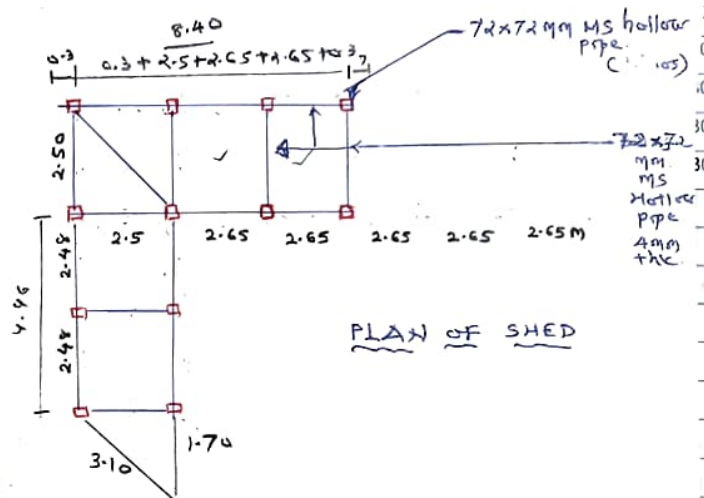 8.40
0.3 0.3 + 2.5 + 2.65 + 2.65 + 0.3
72x72 mm MS hollow
pipe
72x72
mm
MS
Hollow
pipe
4mm
thk
2.50
2.5 2.65 2.65 2.65 2.65 2.65 M
2.48
4.96
2.48
PLAN OF SHED
3.10
1.70